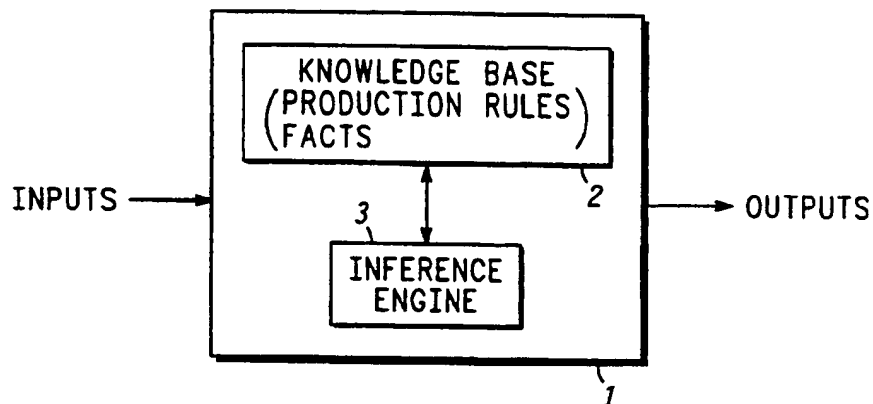 KNOWLEDGE BASE
(PRODUCTION RULES
FACTS)
2
INPUTS
OUTPUTS
3
INFERENCE
ENGINE
1